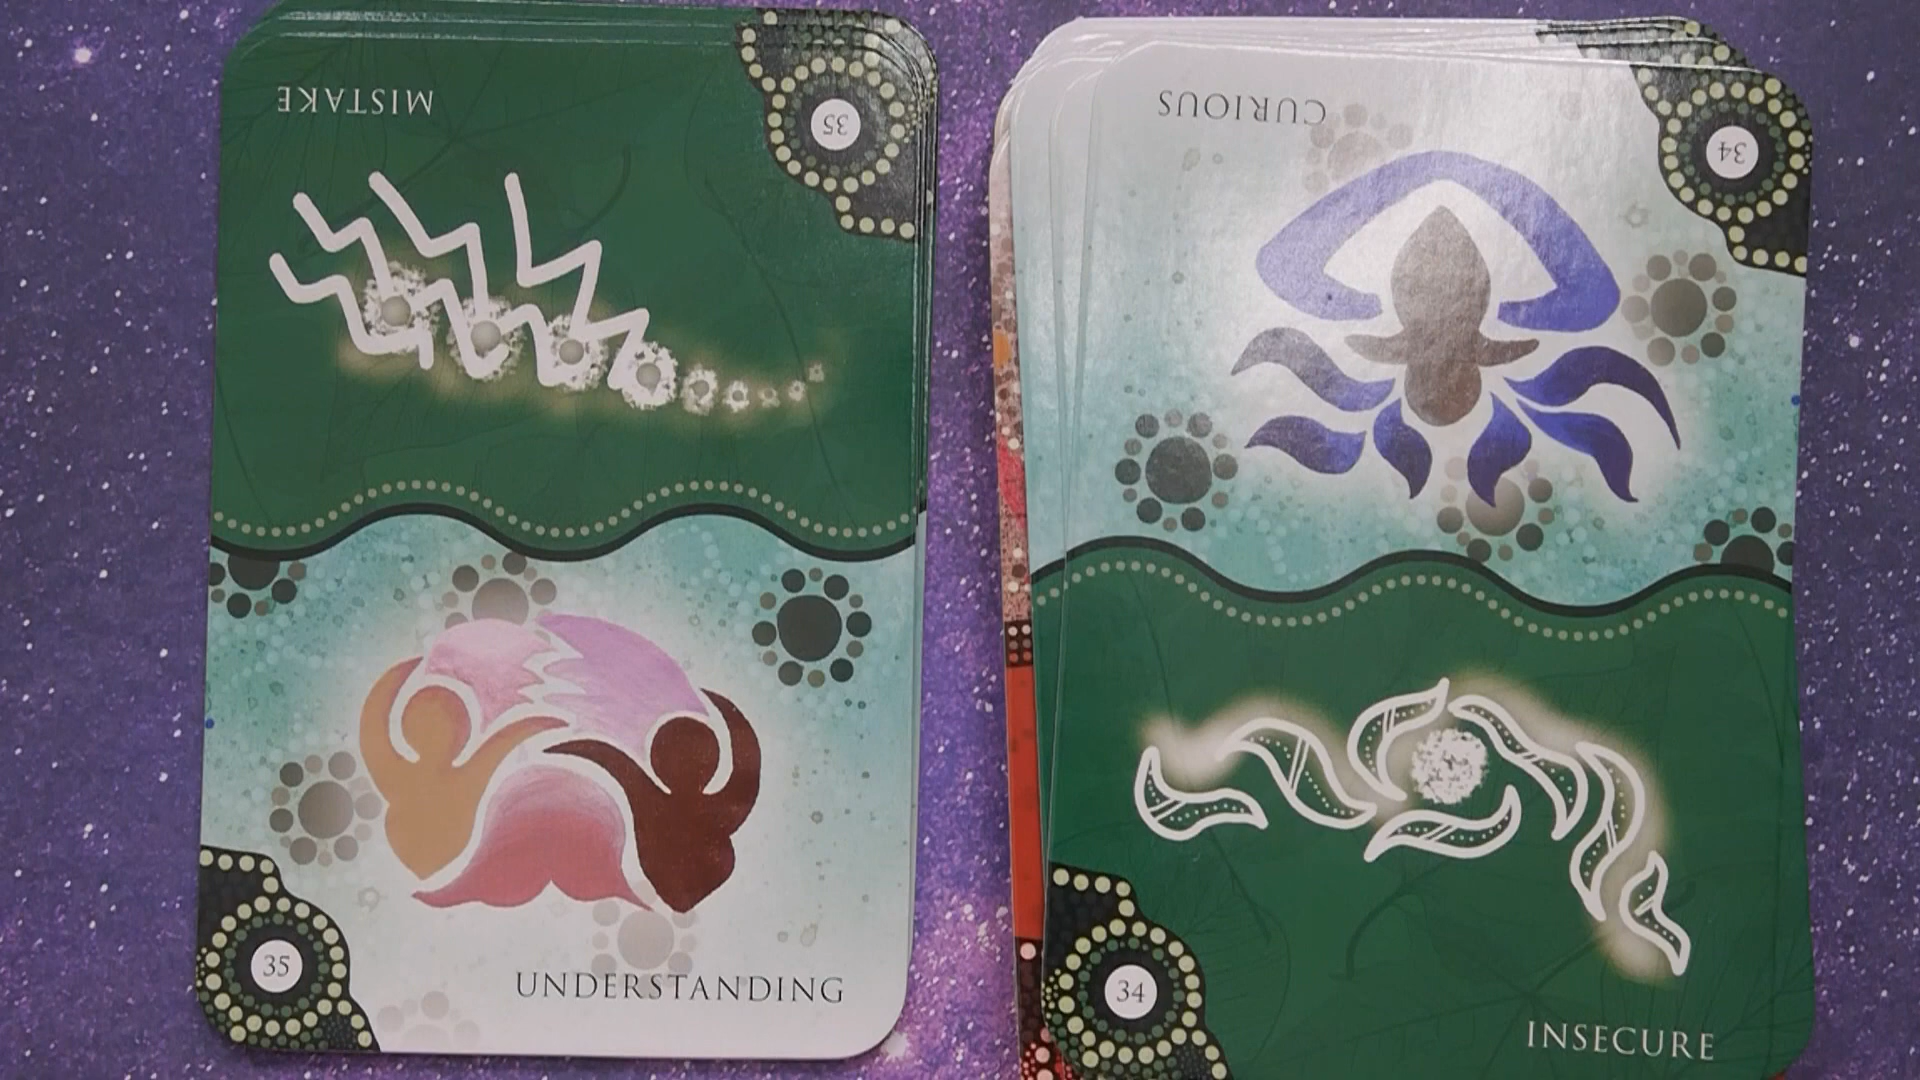 MISTAKE
35
35
UNDERSTANDING
CURIOUS
34
34
INSECURE